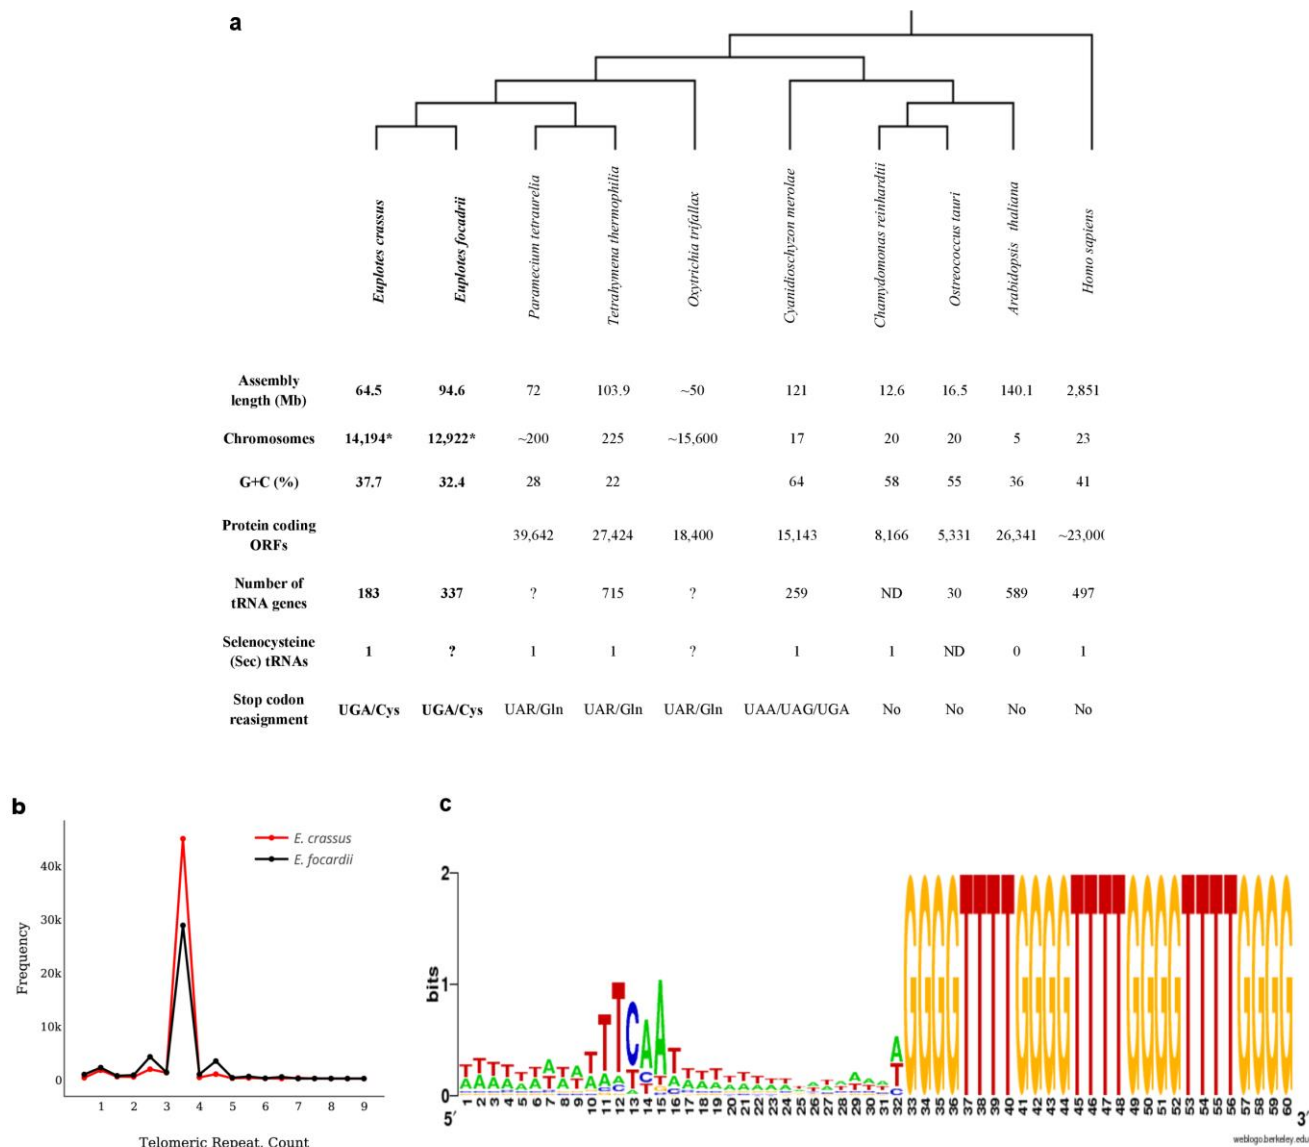 a
Euplotes crassus
Euplotes focadrii
Paramecium tetraurelia
Tetrahymena thermophilia
Oxytrichia trifallax
Cyanidioschyzon merolae
Chamydomonas reinhardtii
Ostreococcus tauri
Arabidopsis thaliana
Homo sapiens
Assembly
length (Mb) 64.5 94.6 72 103.9 ~50 121 12.6 16.5 140.1 2,851
Chromosomes 14,194* 12,922* ~200 225 ~15,600 17 20 20 5 23
G+C (%) 37.7 32.4 28 22 64 58 55 36 41
Protein coding
ORFs 39,642 27,424 18,400 15,143 8,166 5,331 26,341 ~23,000
Number of
tRNA genes 183 337 ? 715 ? 259 ND 30 589 497
Selenocysteine
(Sec) tRNAs 1 ? 1 1 ? 1 1 ND 0 1
Stop codon
reasignment UGA/Cys UGA/Cys UAR/Gln UAR/Gln UAR/Gln UAA/UAG/UGA No No No No
b
E. crassus
E. focardii
Frequency
40k
30k
20k
10k
0
1 2 3 4 5 6 7 8 9
Telomeric Repeat, Count
c
bits
2
1
0
GGGGTTTTGGGGTTTTGGGGTTTTGGGG
5′ 1 2 3 4 5 6 7 8 9 10 11 12 13 14 15 16 17 18 19 20 21 22 23 24 25 26 27 28 29 30 31 32 33 34 35 36 37 38 39 40 41 42 43 44 45 46 47 48 49 50 51 52 53 54 55 56 57 58 59 60 3′
weblogo.berkeley.edu